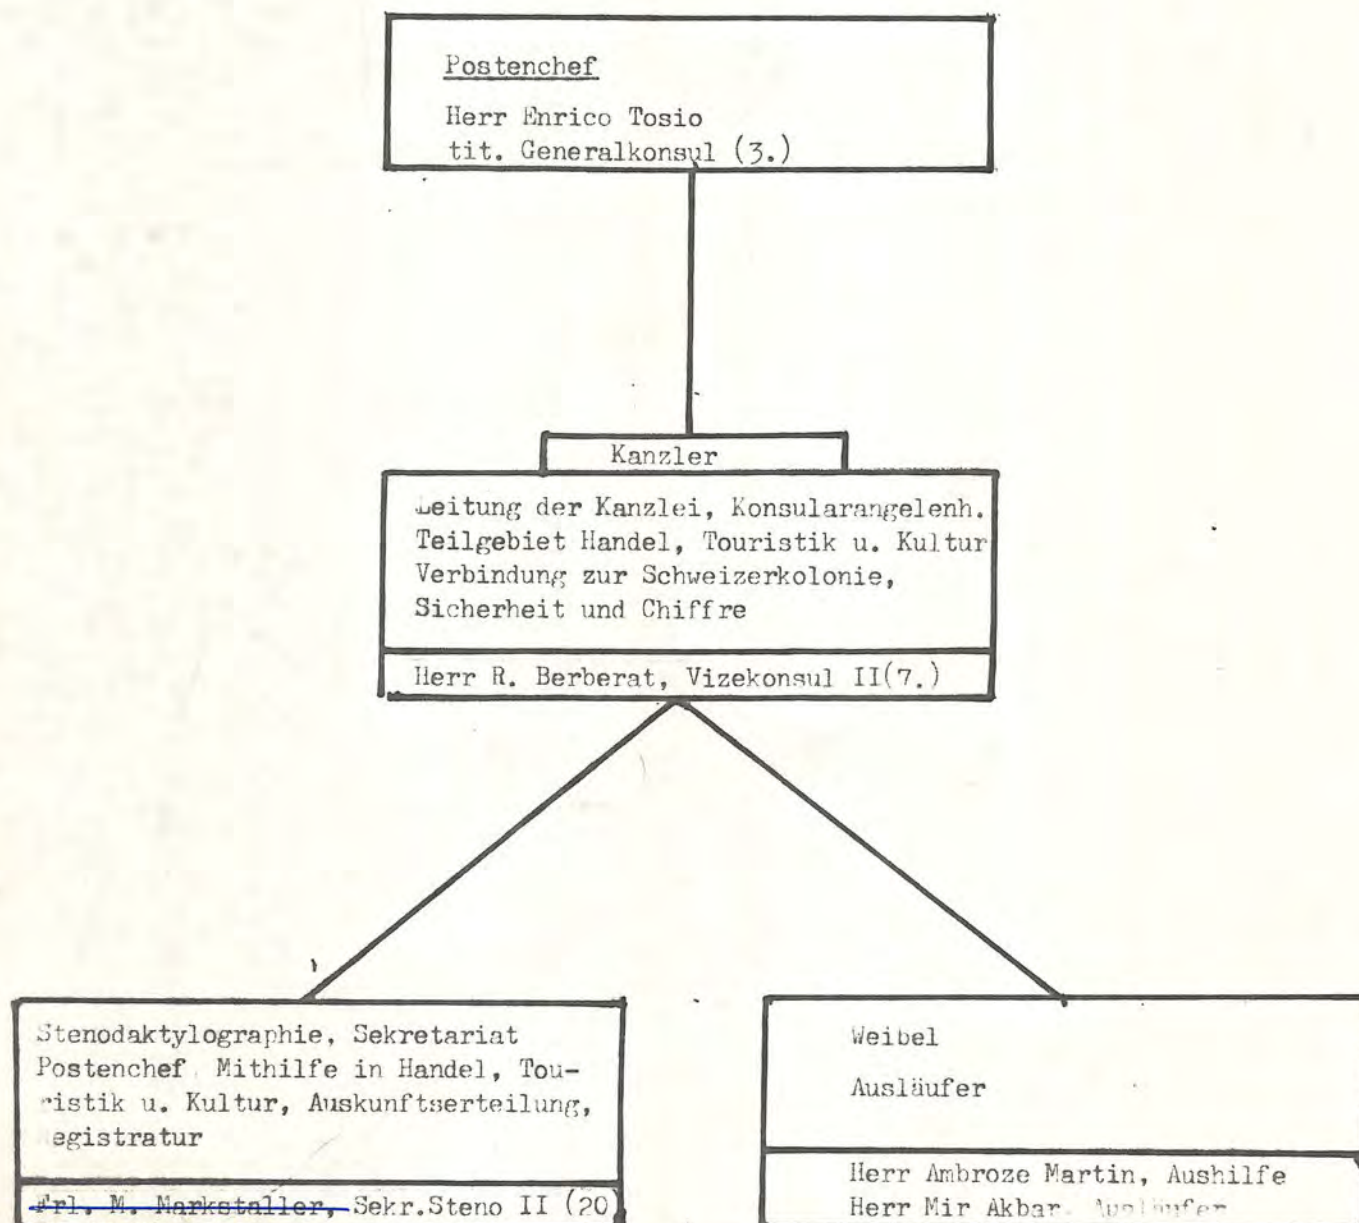 Postenchef
Herr Enrico Tosio
tit. Generalkonsul (3.)
Kanzler
Leitung der Kanzlei, Konsularangelenh.
Teilgebiet Handel, Touristik u. Kultur
Verbindung zur Schweizerkolonie,
Sicherheit und Chiffre
Herr R. Berberat, Vizekonsul II(7.)
Stenodaktylographie, Sekretariat
Postenchef, Mithilfe in Handel, Tou-
ristik u. Kultur, Auskunftserteilung,
Registratur
Frl. M. Markstaller, Sekr.Steno II (20)
Weibel
Ausläufer
Herr Ambroze Martin, Aushilfe
Herr Mir Akbar, Ausläufer